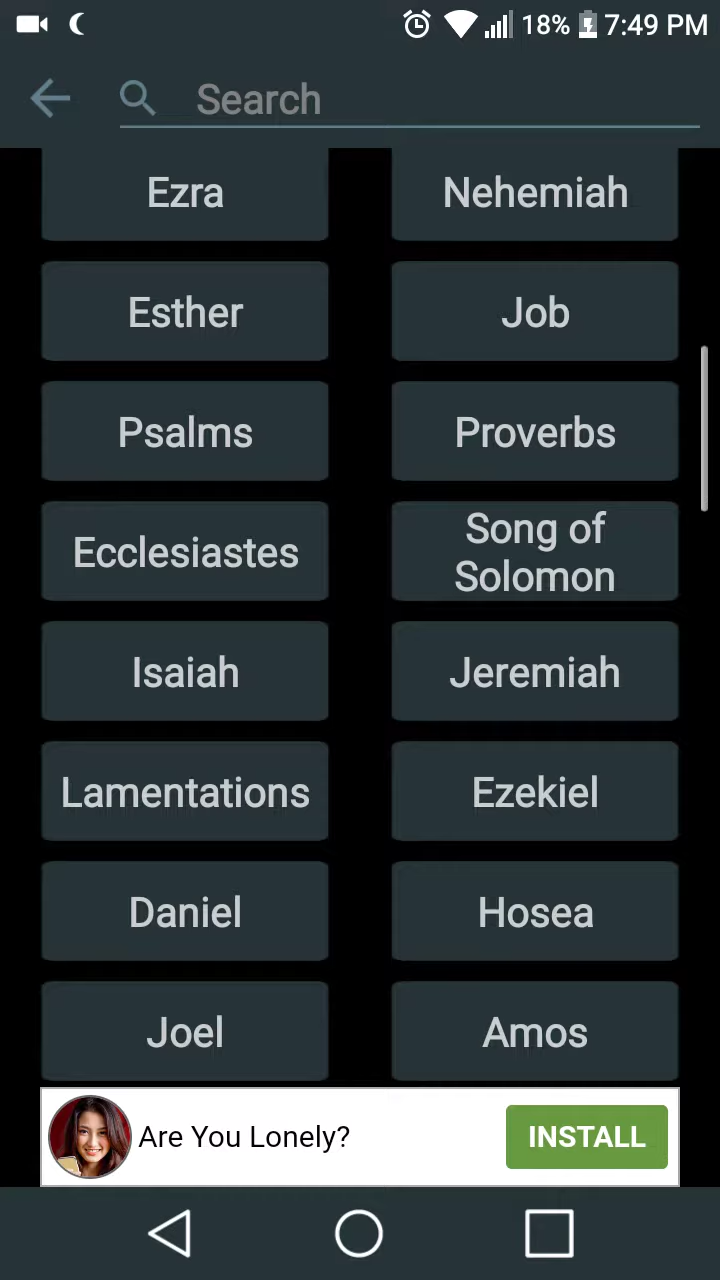 18% 7:49 PM
Search
Ezra
Nehemiah
Esther
Job
Psalms
Proverbs
Ecclesiastes
Song of
Solomon
Isaiah
Jeremiah
Lamentations
Ezekiel
Daniel
Hosea
Joel
Amos
Are You Lonely?
INSTALL